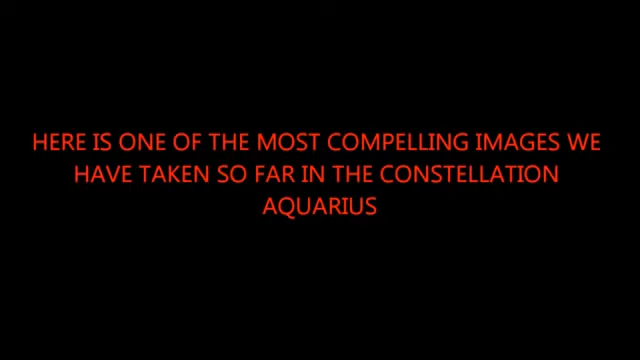 HERE IS ONE OF THE MOST COMPELLING IMAGES WE
HAVE TAKEN SO FAR IN THE CONSTELLATION
AQUARIUS